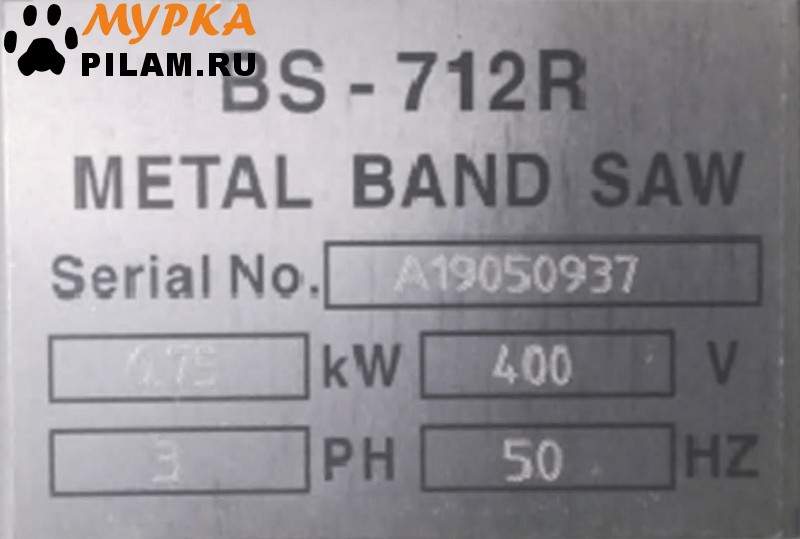 МУРКА
PILAM.RU
BS - 712R
METAL BAND SAW
Serial No. A19050937
0.75 kW 400 V
3 PH 50 HZ